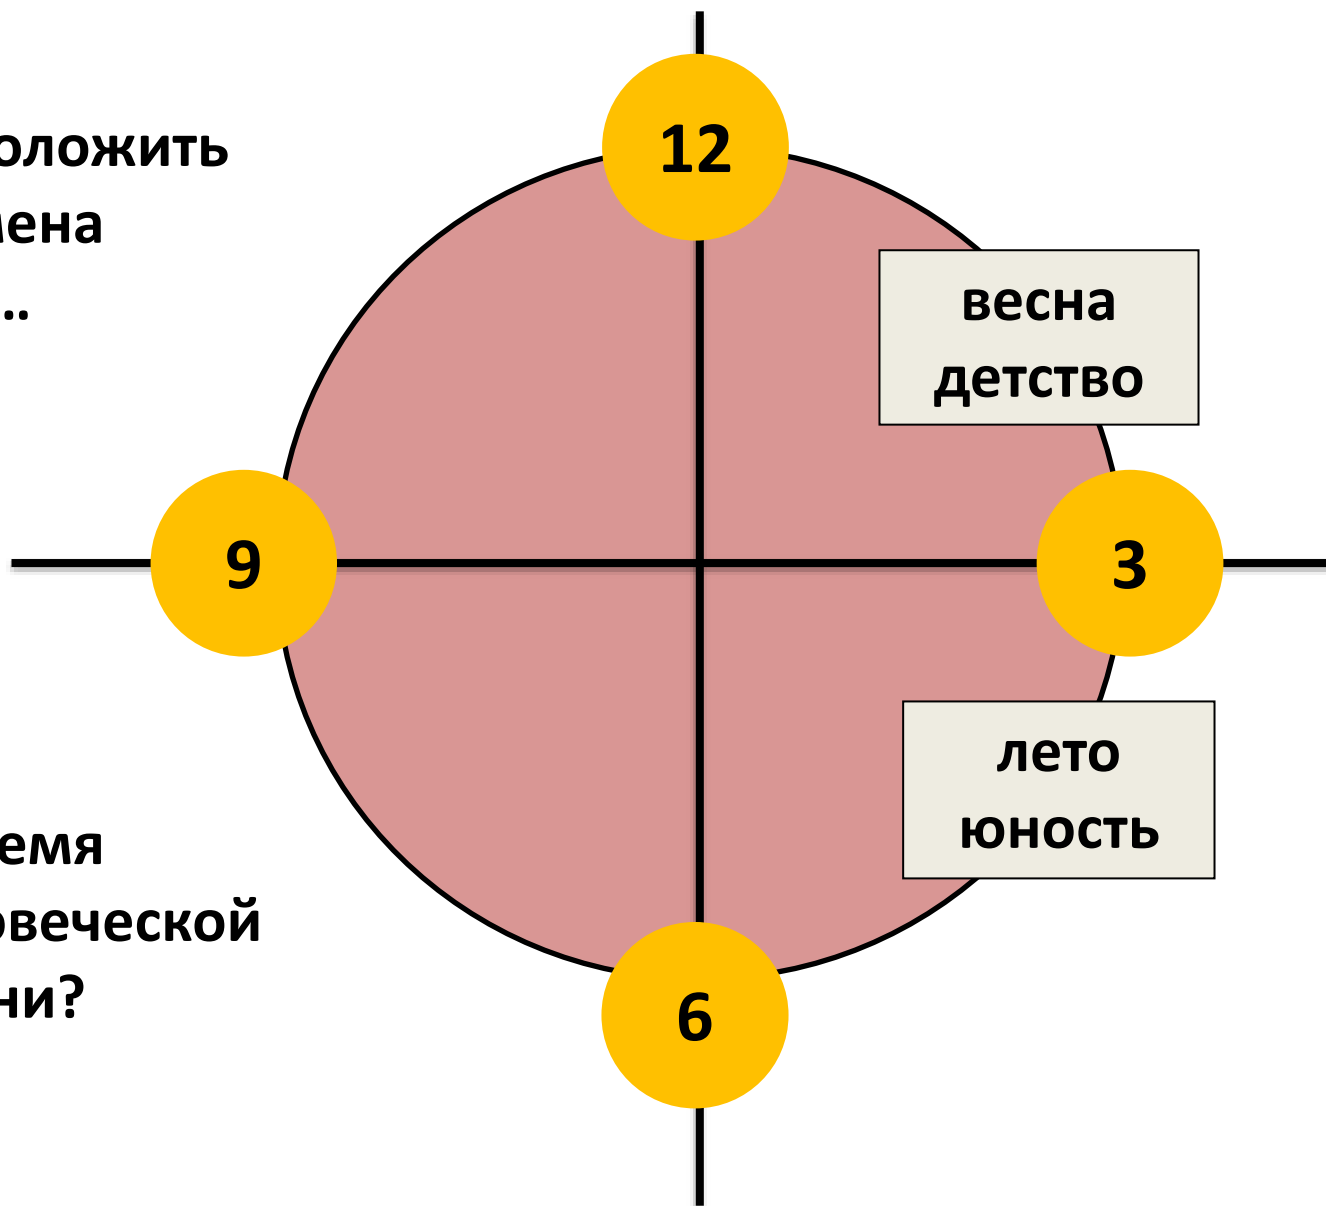 оложить
мена
..
12
весна
детство
9
3
лето
юность
емя
овеческой
ни?
6